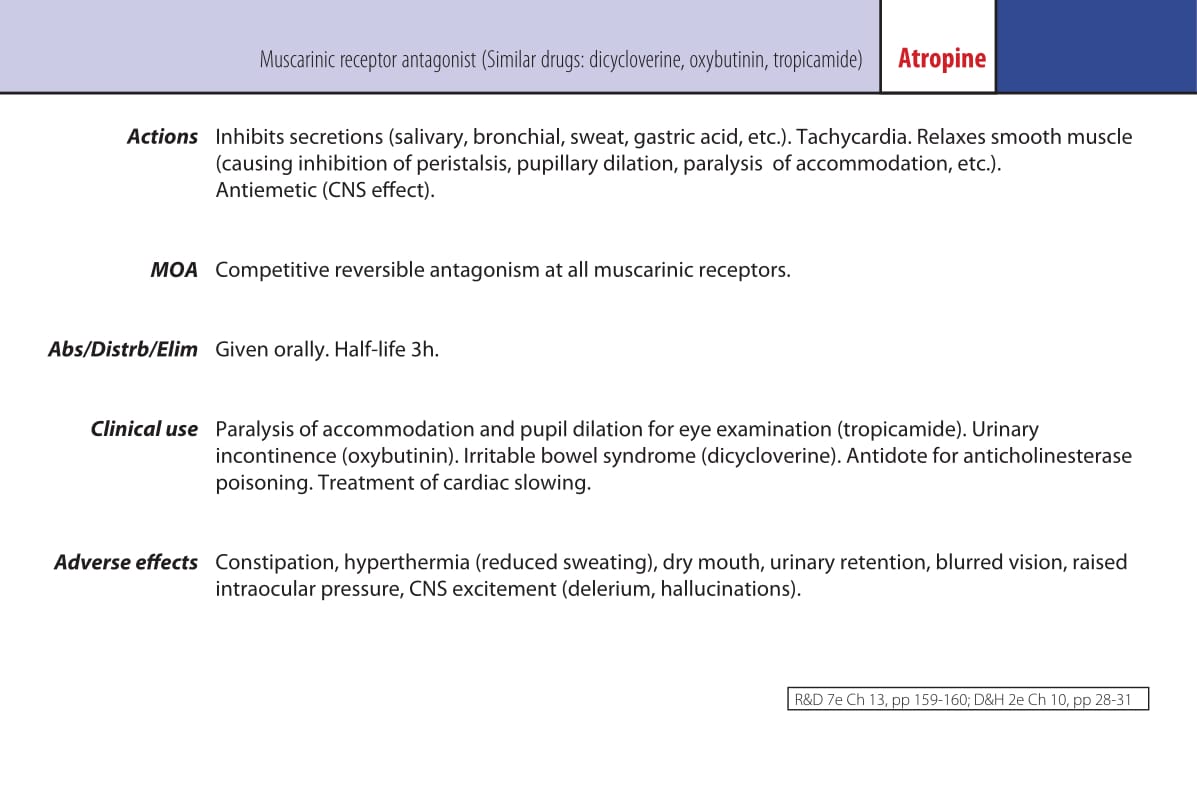 Muscarinic receptor antagonist (Similar drugs: dicycloverine, oxybutinin, tropicamide) Atropine
Actions Inhibits secretions (salivary, bronchial, sweat, gastric acid, etc.). Tachycardia. Relaxes smooth muscle
(causing inhibition of peristalsis, pupillary dilation, paralysis of accommodation, etc.).
Antiemetic (CNS effect).
MOA Competitive reversible antagonism at all muscarinic receptors.
Abs/Distrb/Elim Given orally. Half-life 3h.
Clinical use Paralysis of accommodation and pupil dilation for eye examination (tropicamide). Urinary
incontinence (oxybutinin). Irritable bowel syndrome (dicycloverine). Antidote for anticholinesterase
poisoning. Treatment of cardiac slowing.
Adverse effects Constipation, hyperthermia (reduced sweating), dry mouth, urinary retention, blurred vision, raised
intraocular pressure, CNS excitement (delerium, hallucinations).
R&D 7e Ch 13, pp 159-160; D&H 2e Ch 10, pp 28-31